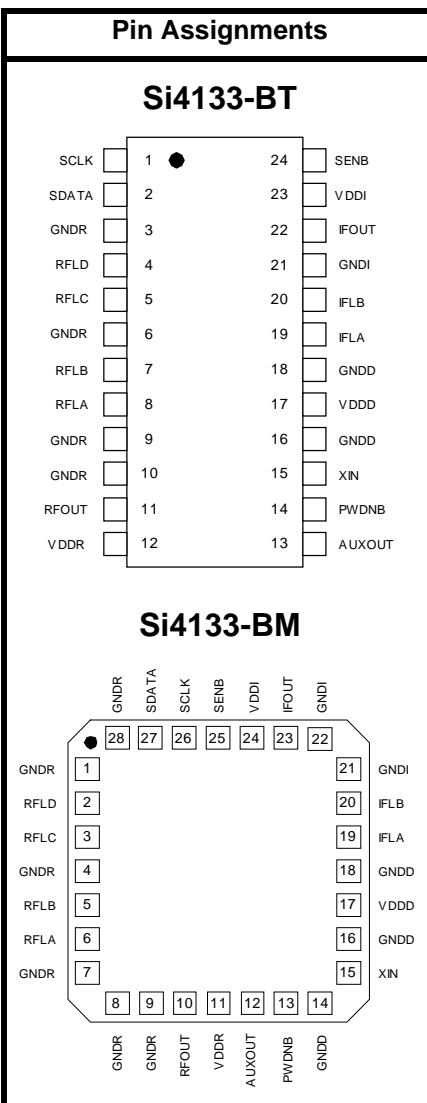 Pin Assignments
Si4133-BT
SCLK 1 24 SENB
SDATA 2 23 VDDI
GNDR 3 22 IFOUT
RFLD 4 21 GNDI
RFLC 5 20 IFLB
GNDR 6 19 IFLA
RFLB 7 18 GNDD
RFLA 8 17 VDDD
GNDR 9 16 GNDD
GNDR 10 15 XIN
RFOUT 11 14 PWDNB
VDDR 12 13 AUXOUT
Si4133-BM
GNDR SDATA SCLK SENB VDDI IFOUT GNDI
28 27 26 25 24 23 22
GNDR 1 21 GNDI
RFLD 2 20 IFLB
RFLC 3 19 IFLA
GNDR 4 18 GNDD
RFLB 5 17 VDDD
RFLA 6 16 GNDD
GNDR 7 15 XIN
8 9 10 11 12 13 14
GNDR GNDR RFOUT VDDR AUXOUT PWDNB GNDD